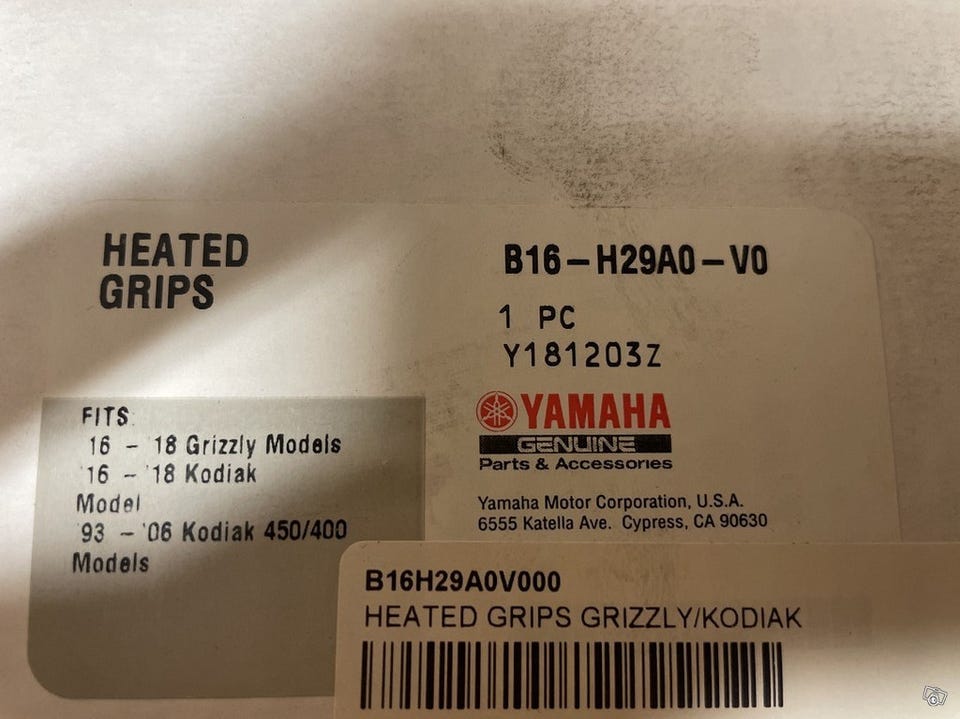 HEATED
GRIPS
B16-H29A0-V0
1 PC
Y181203Z
YAMAHA
GENUINE
Parts & Accessories
Yamaha Motor Corporation, U.S.A.
6555 Katella Ave. Cypress, CA 90630
FITS
'16 - '18 Grizzly Models
'16 - '18 Kodiak
Model
'93 - '06 Kodiak 450/400
Models
B16H29A0V000
HEATED GRIPS GRIZZLY/KODIAK